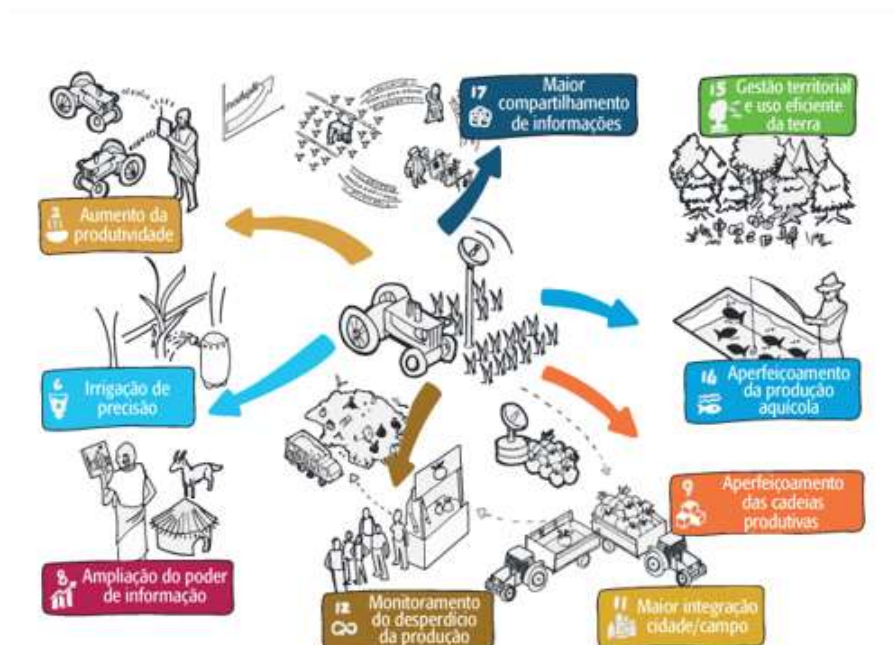 17
Maior
compartilhamento
de informações
15
Gestão territorial
e uso eficiente
da terra
2
Aumento da
produtividade
6
Irrigação de
precisão
14
Aperfeiçoamento
da produção
aquícola
9
Aperfeiçoamento
das cadeias
produtivas
8
Ampliação do poder
de informação
12
Monitoramento
do desperdício
da produção
11
Maior integração
cidade/campo